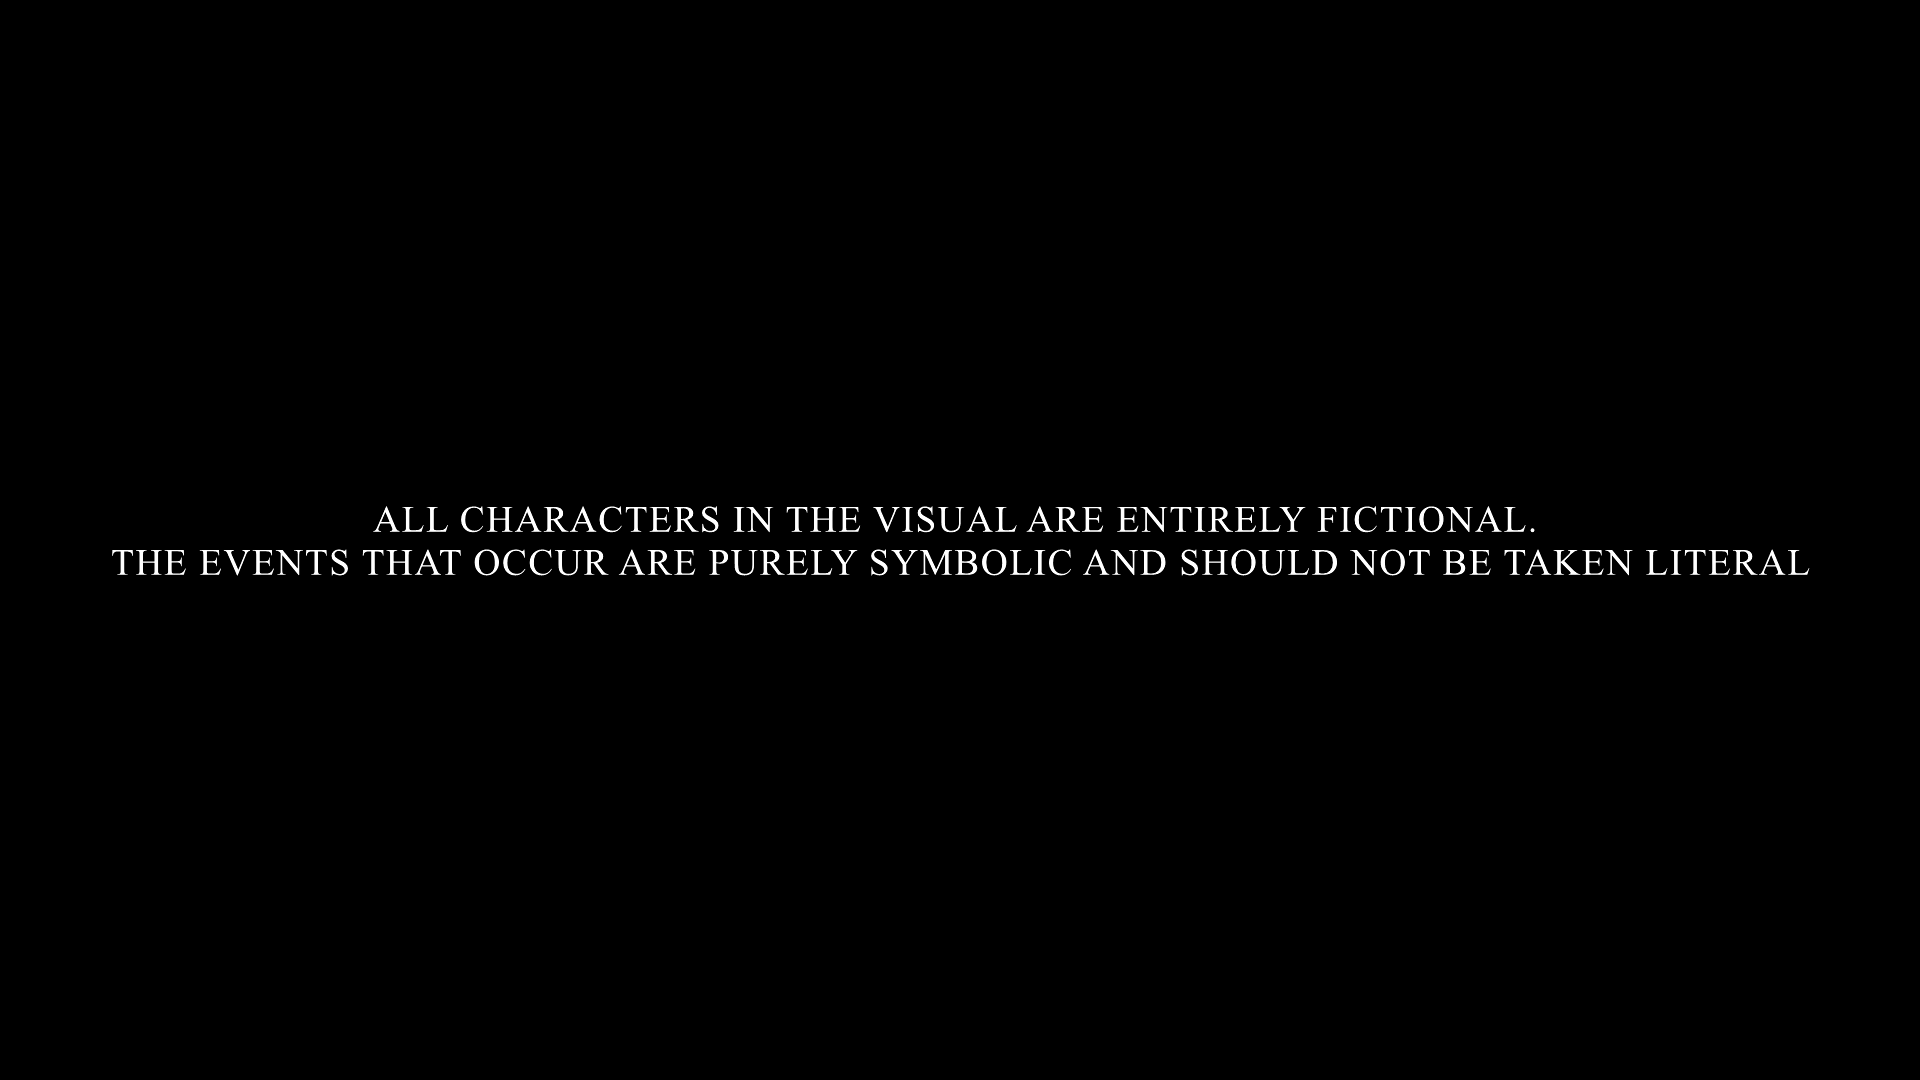 ALL CHARACTERS IN THE VISUAL ARE ENTIRELY FICTIONAL.
THE EVENTS THAT OCCUR ARE PURELY SYMBOLIC AND SHOULD NOT BE TAKEN LITERAL